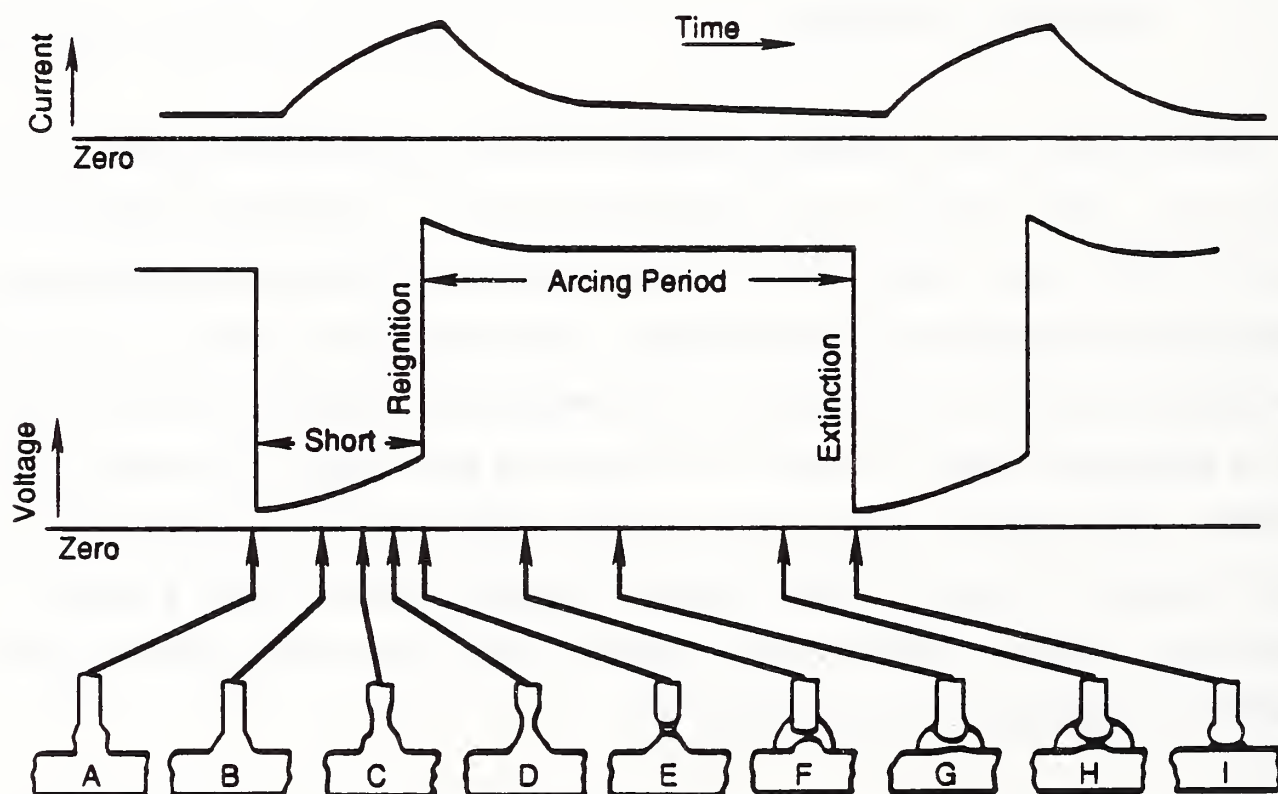 Time
Current
Zero
Arcing Period
Reignition
Extinction
Short
Voltage
Zero
A B C D E F G H I